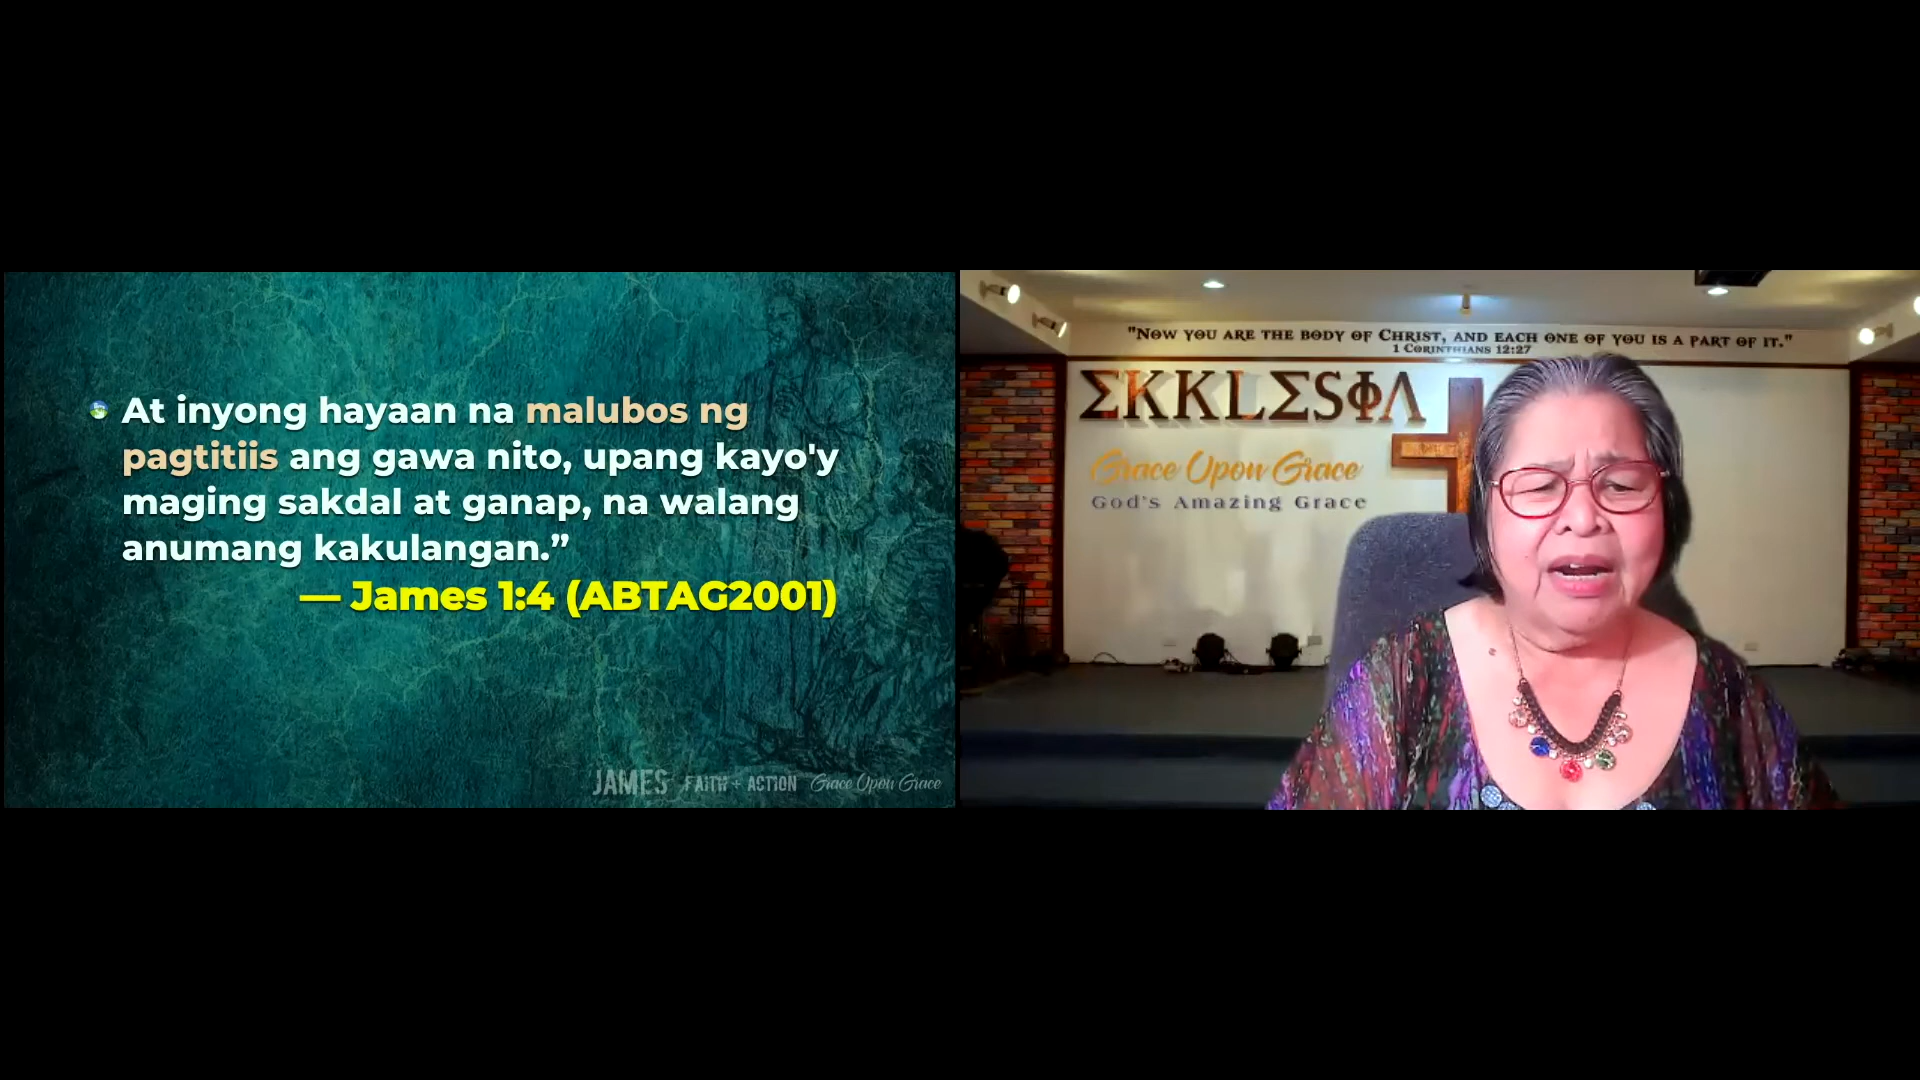 At inyong hayaan na malubos ng
pagtitiis ang gawa nito, upang kayo'y
maging sakdal at ganap, na walang
anumang kakulangan.”
— James 1:4 (ABTAG2001)
JAMES FAITH + ACTION Grace Upon Grace
"Now you are the body of Christ, and each one of you is a part of it."
1 Corinthians 12:27
ΣKKLΣSIΦΛ
Grace Upon Grace
God's Amazing Grace